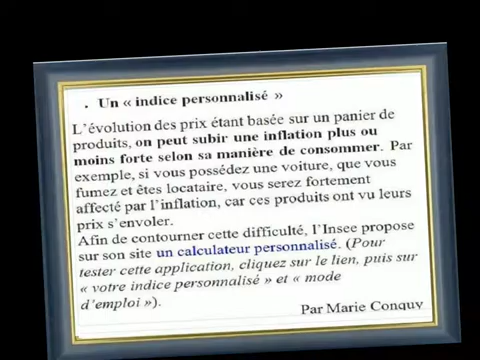 . Un « indice personnalisé »
L’évolution des prix étant basée sur un panier de
produits, on peut subir une inflation plus ou
moins forte selon sa manière de consommer. Par
exemple, si vous possédez une voiture, que vous
fumez et êtes locataire, vous serez fortement
affecté par l’inflation, car ces produits ont vu leurs
prix s’envoler.
Afin de contourner cette difficulté, l’Insee propose
sur son site un calculateur personnalisé. (Pour
tester cette application, cliquez sur le lien, puis sur
« votre indice personnalisé » et « mode
d’emploi »).
Par Marie Conquy